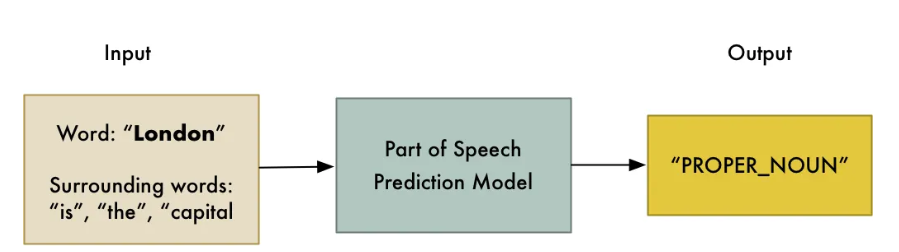 Input
Output
Word: “London”
Surrounding words:
“is”, “the”, “capital
Part of Speech
Prediction Model
“PROPER_NOUN”